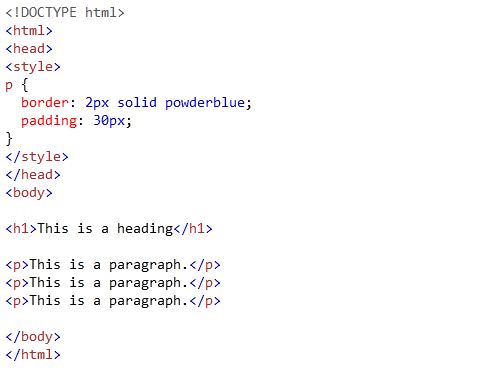 <!DOCTYPE html>
<html>
<head>
<style>
p {
  border: 2px solid powderblue;
  padding: 30px;
}
</style>
</head>
<body>

<h1>This is a heading</h1>

<p>This is a paragraph.</p>
<p>This is a paragraph.</p>
<p>This is a paragraph.</p>

</body>
</html>